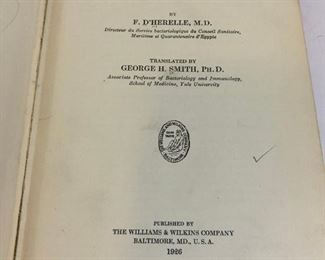 BY
F. D'HERELLE, M.D.
Directeur du Service bactériologique du Conseil Sanitaire,
Maritime et Quarantenaire d'Egypte
TRANSLATED BY
GEORGE H. SMITH, PH.D.
Associate Professor of Bacteriology and Immunology,
School of Medicine, Yale University
PUBLISHED BY
THE WILLIAMS & WILKINS COMPANY
BALTIMORE, MD., U.S.A.
1926